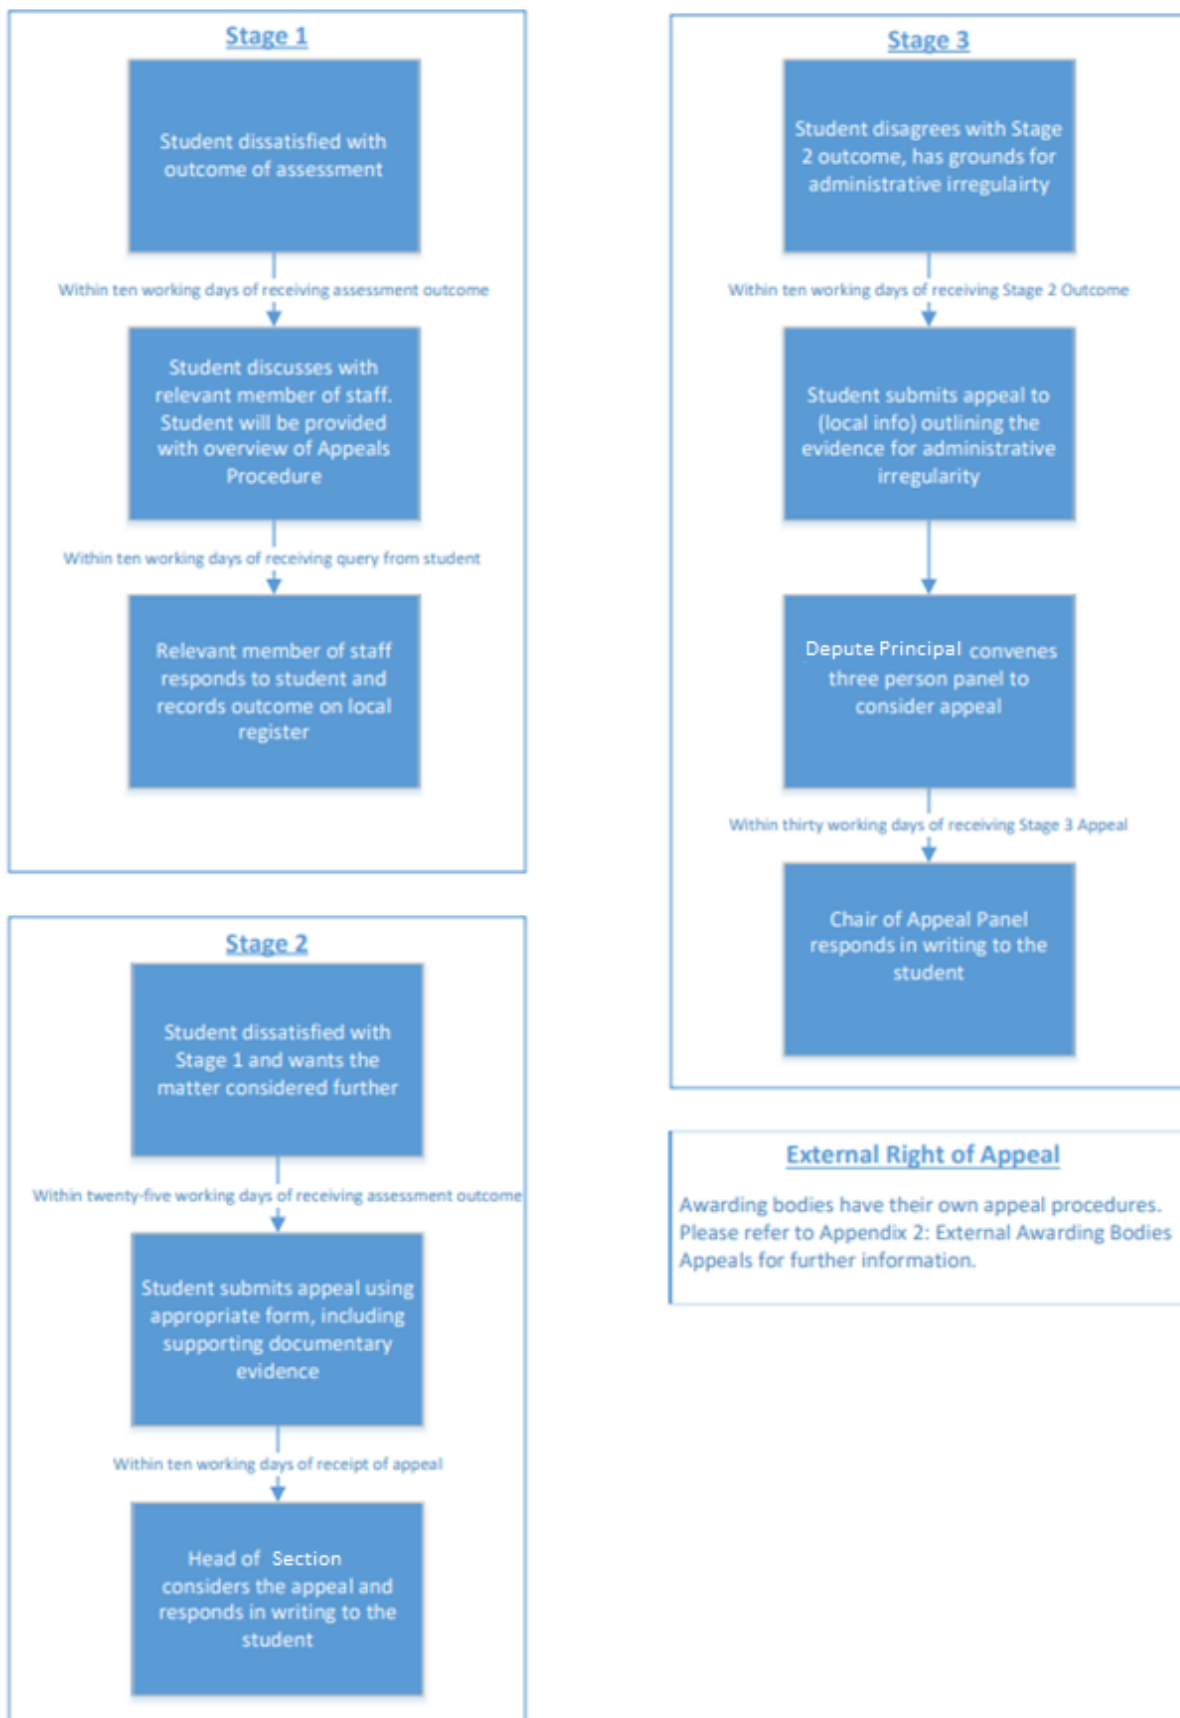 Stage 1
Student dissatisfied with
outcome of assessment
Within ten working days of receiving assessment outcome
Student discusses with
relevant member of staff.
Student will be provided
with overview of Appeals
Procedure
Within ten working days of receiving query from student
Relevant member of staff
responds to student and
records outcome on local
register
Stage 2
Student dissatisfied with
Stage 1 and wants the
matter considered further
Within twenty-five working days of receiving assessment outcome
Student submits appeal using
appropriate form, including
supporting documentary
evidence
Within ten working days of receipt of appeal
Head of Section
considers the appeal and
responds in writing to the
student
Stage 3
Student disagrees with Stage
2 outcome, has grounds for
administrative irregulairty
Within ten working days of receiving Stage 2 Outcome
Student submits appeal to
(local info) outlining the
evidence for administrative
irregularity
Depute Principal convenes
three person panel to
consider appeal
Within thirty working days of receiving Stage 3 Appeal
Chair of Appeal Panel
responds in writing to the
student
External Right of Appeal
Awarding bodies have their own appeal procedures.
Please refer to Appendix 2: External Awarding Bodies
Appeals for further information.